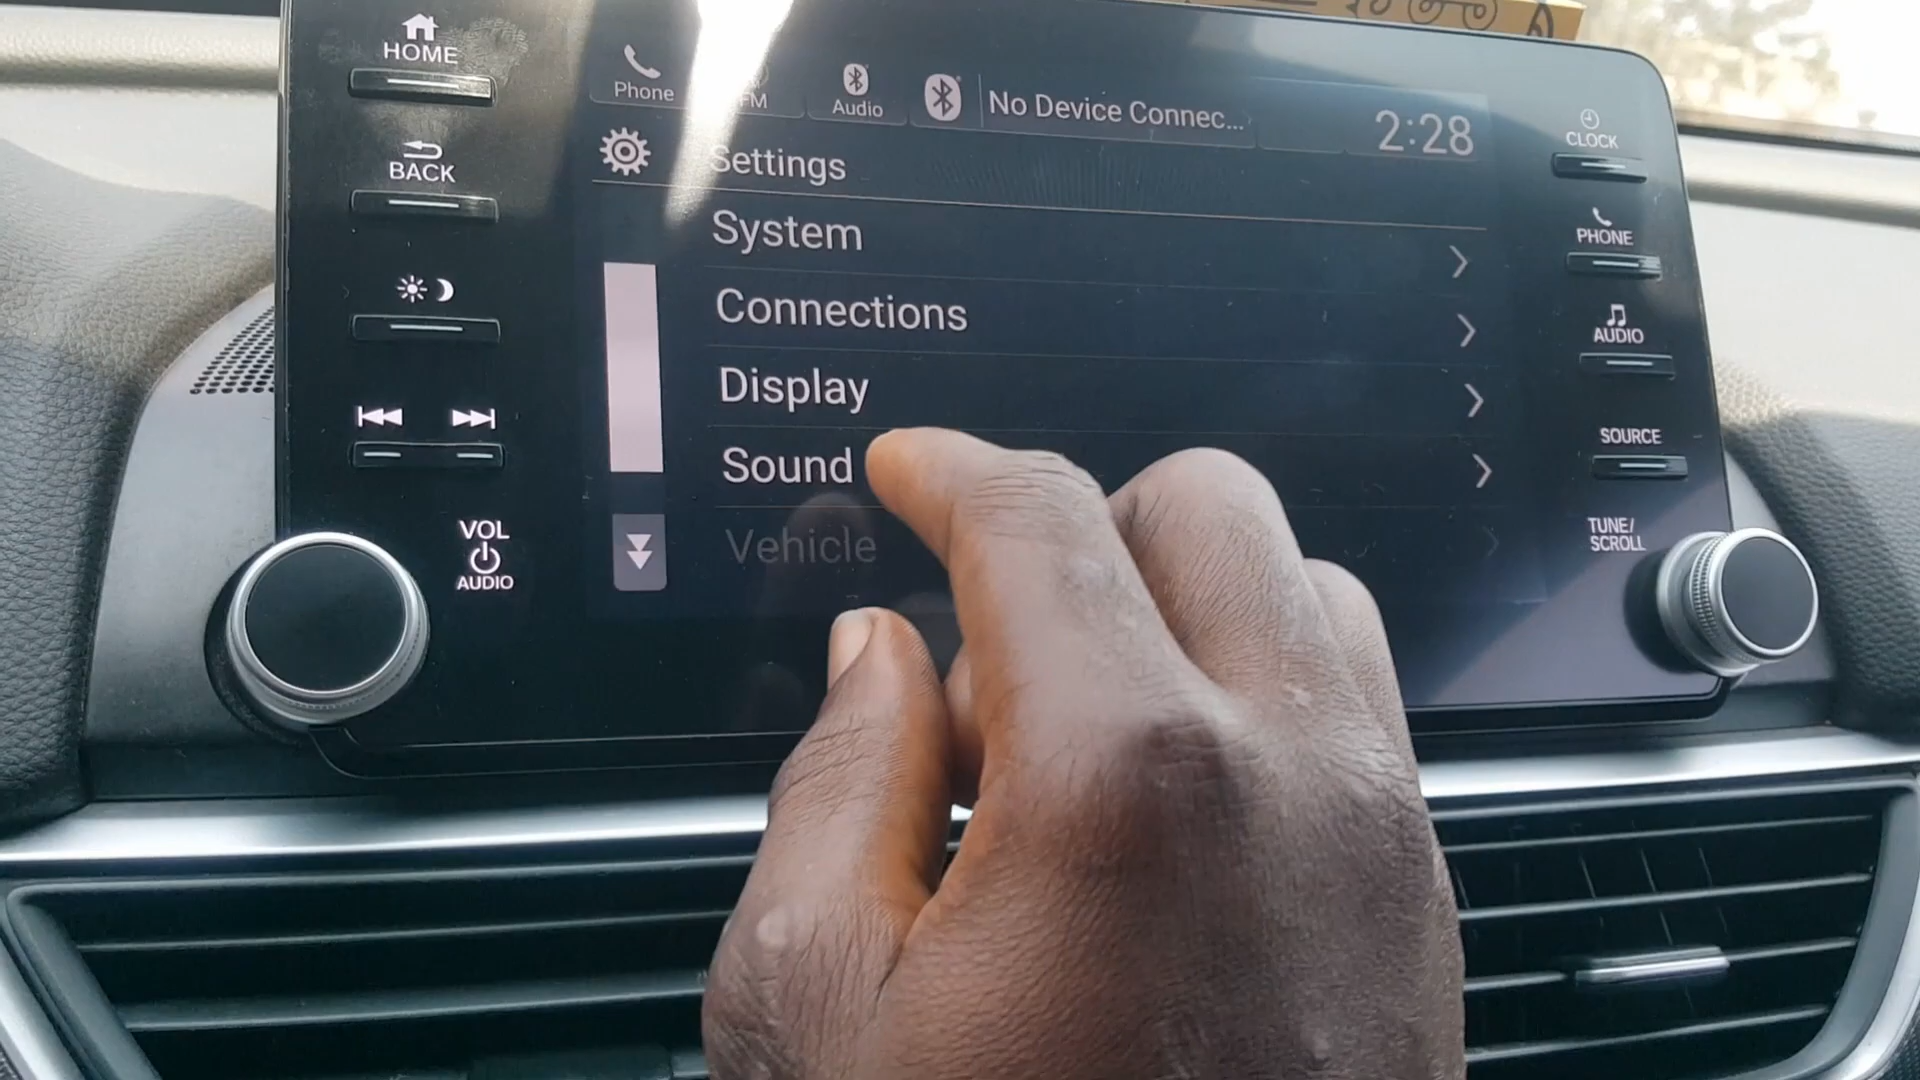 HOME
BACK
VOL
AUDIO
Phone
FM
Audio
No Device Connec...
2:28
Settings
System
Connections
Display
Sound
Vehicle
CLOCK
PHONE
AUDIO
SOURCE
TUNE/
SCROLL